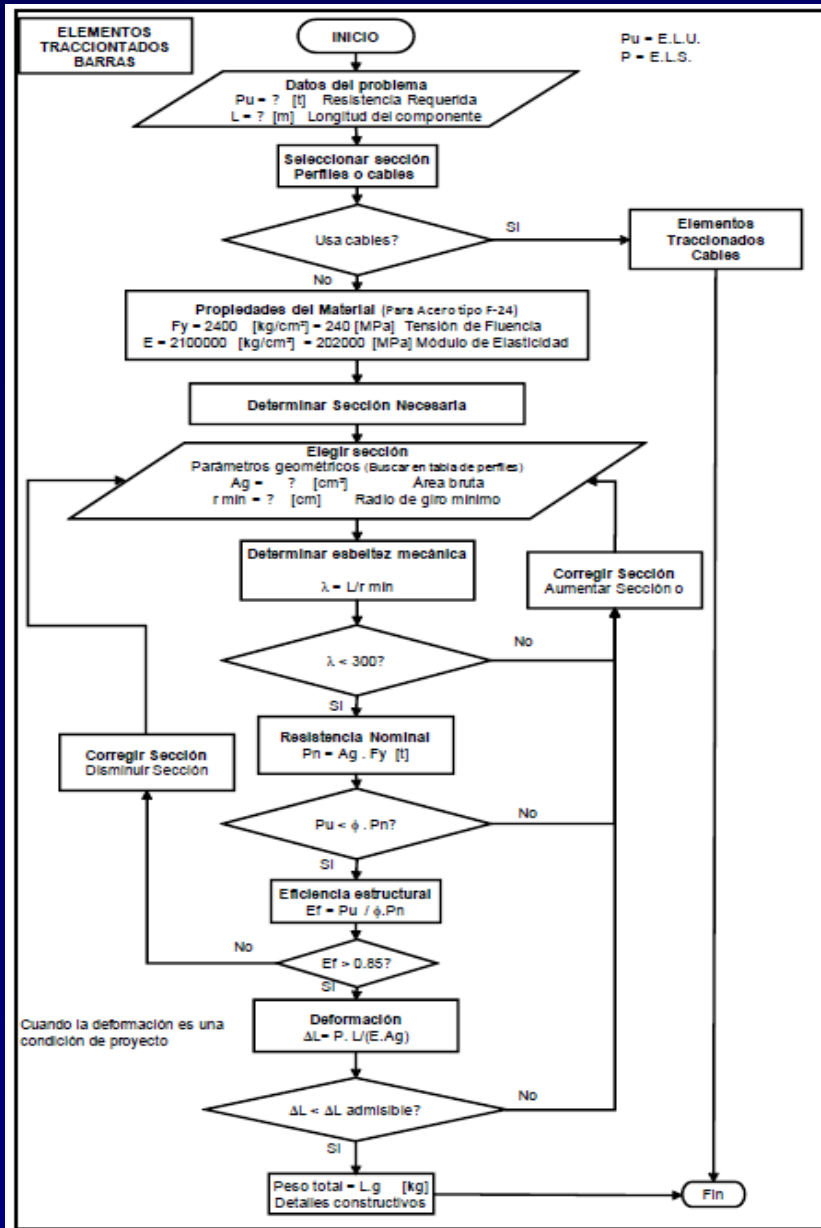 ELEMENTOS
TRACCIONTADOS
BARRAS
INICIO
Pu = E.L.U.
P = E.L.S.
Datos del problema
Pu = ? [t] Resistencia Requerida
L = ? [m] Longitud del componente
Seleccionar sección
Perfiles o cables
Usa cables?
SI
Elementos
Traccionados
Cables
No
Propiedades del Material (Para Acero tipo F-24)
Fy = 2400 [kg/cm²] = 240 [MPa] Tensión de Fluencia
E = 2100000 [kg/cm²] = 202000 [MPa] Módulo de Elasticidad
Determinar Sección Necesaria
Elegir sección
Parámetros geométricos (Buscar en tabla de perfiles)
Ag = ? [cm²] Área bruta
r min = ? [cm] Radio de giro mínimo
Determinar esbeltez mecánica
λ = L/r min
Corregir Sección
Aumentar Sección o
λ < 300?
No
SI
Resistencia Nominal
Pn = Ag . Fy [t]
Corregir Sección
Disminuir Sección
Pu < ϕ . Pn?
No
SI
Eficiencia estructural
Ef = Pu / ϕ.Pn
No
Ef > 0.85?
SI
Cuando la deformación es una
condición de proyecto
Deformación
ΔL= P. L/(E.Ag)
ΔL < ΔL admisible?
No
SI
Peso total = L.g [kg]
Detalles constructivos
Fin